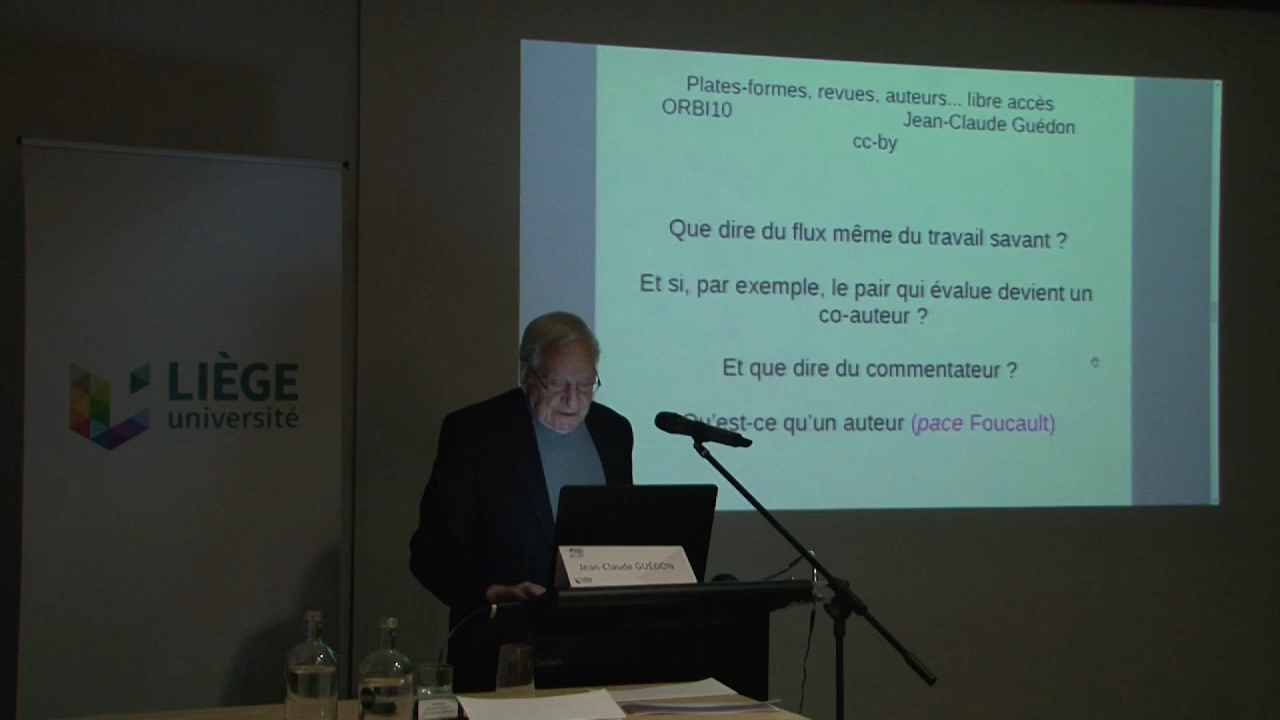 Plates-formes, revues, auteurs... libre accès
ORBI10 Jean-Claude Guédon
cc-by
Que dire du flux même du travail savant ?
Et si, par exemple, le pair qui évalue devient un
co-auteur ?
Et que dire du commentateur ?
Qu'est-ce qu'un auteur (pace Foucault)
LIÈGE
université
Jean-Claude GUÉDON